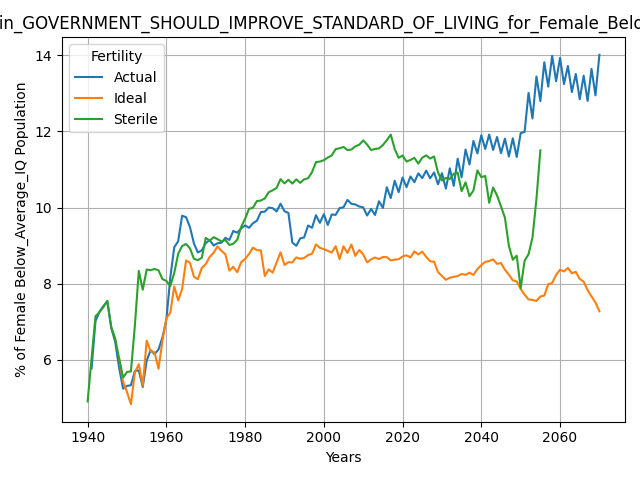 in_GOVERNMENT_SHOULD_IMPROVE_STANDARD_OF_LIVING_for_Female_Belo
Fertility
Actual
Ideal
Sterile
% of Female Below_Average_IQ Population
14
12
10
8
6
1940 1960 1980 2000 2020 2040 2060
Years